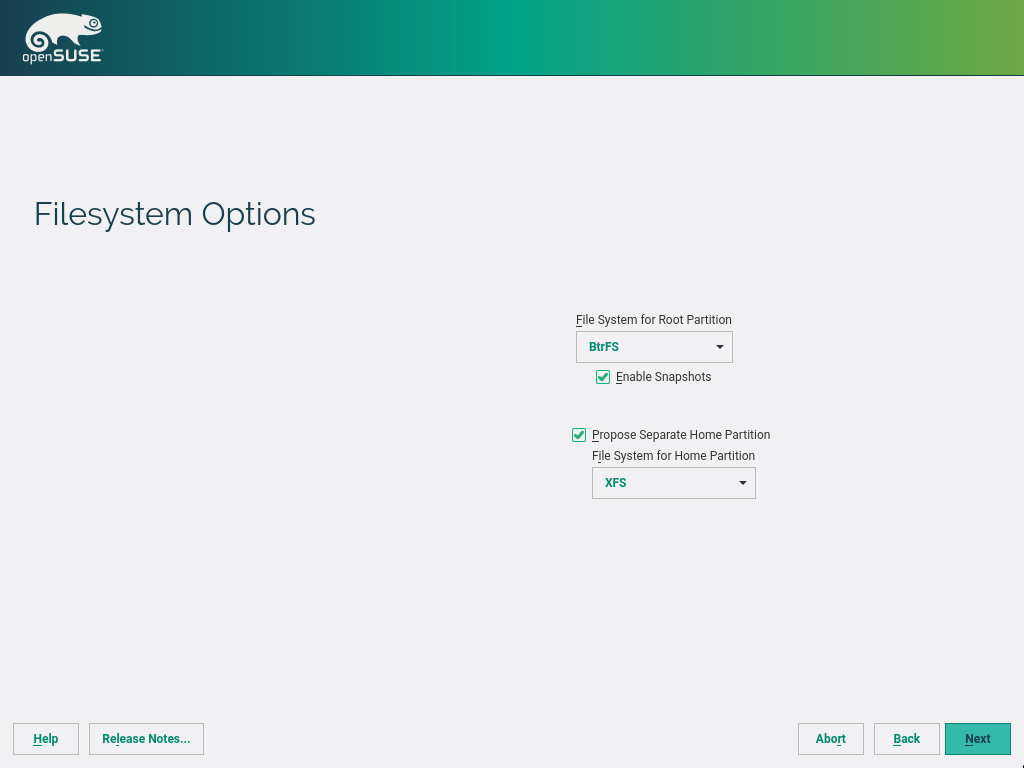 openSUSE
Filesystem Options
File System for Root Partition
BtrFS
Enable Snapshots
Propose Separate Home Partition
File System for Home Partition
XFS
Help
Release Notes...
Abort
Back
Next